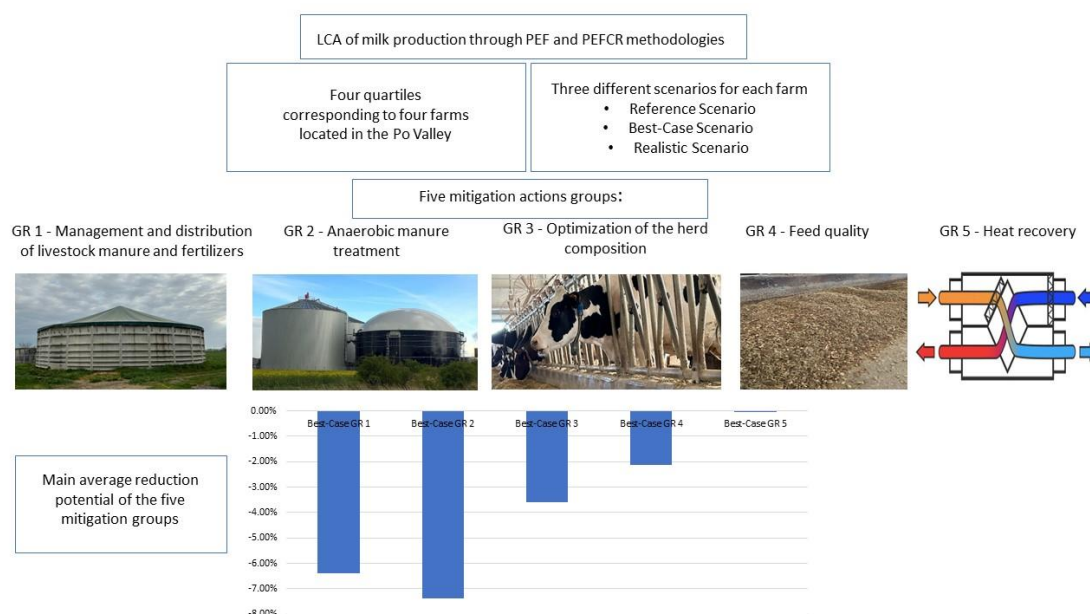 LCA of milk production through PEF and PEFCR methodologies
Four quartiles
corresponding to four farms
located in the Po Valley
Three different scenarios for each farm
• Reference Scenario
• Best-Case Scenario
• Realistic Scenario
Five mitigation actions groups:
GR 1 - Management and distribution
of livestock manure and fertilizers
GR 2 - Anaerobic manure
treatment
GR 3 - Optimization of the herd
composition
GR 4 - Feed quality
GR 5 - Heat recovery
Main average reduction
potential of the five
mitigation groups
0.00%
-1.00%
-2.00%
-3.00%
-4.00%
-5.00%
-6.00%
-7.00%
-8.00%
Best-Case GR 1
Best-Case GR 2
Best-Case GR 3
Best-Case GR 4
Best-Case GR 5